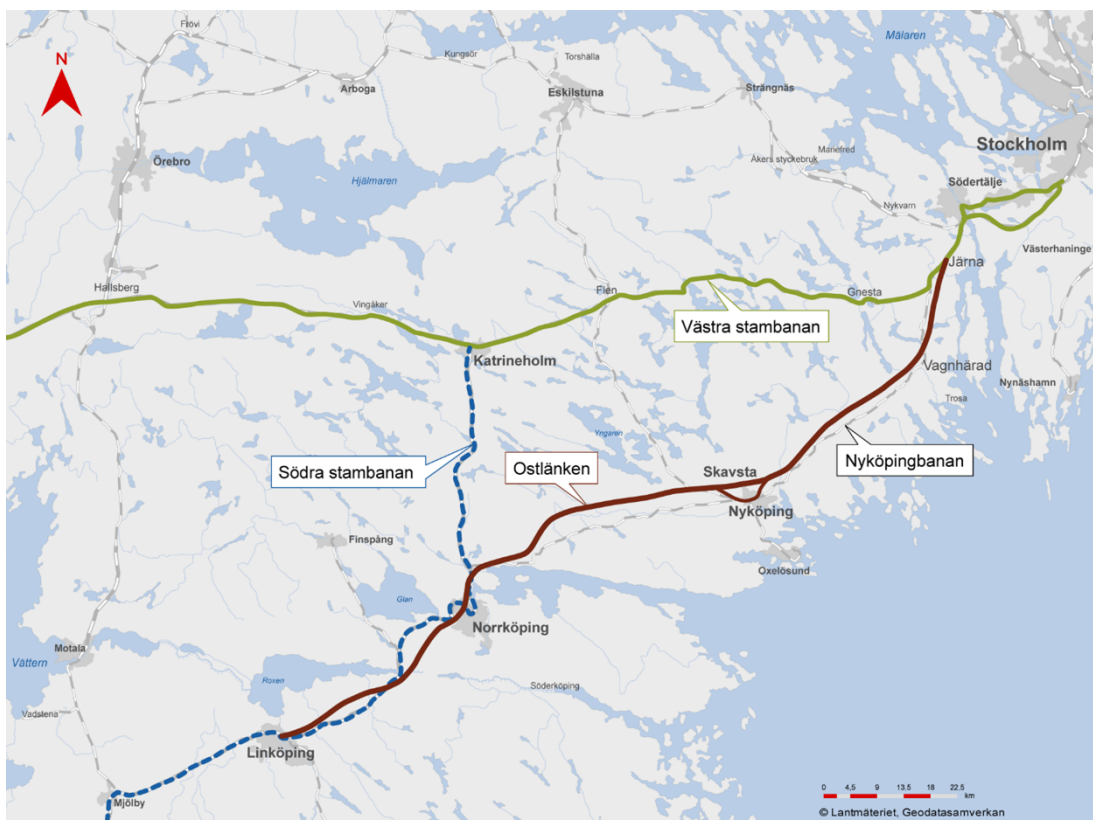 N
Frövi
Kungsör
Torshälla
Mälaren
Arboga
Eskilstuna
Strängnäs
Stockholm
Örebro
Hjälmaren
Åkers styckebruk
Mariefred
Södertälje
Nykvarn
Västerhaninge
Järna
Hallsberg
Vingåker
Flen
Gnesta
Västra stambanan
Katrineholm
Vagnhärad
Nynäshamn
Trosa
Yngaren
Södra stambanan
Ostlänken
Skavsta
Nyköpingbanan
Nyköping
Finspång
Oxelösund
Glan
Norrköping
Motala
Vättern
Roxen
Söderköping
Vadstena
Linköping
Mjölby
0 4,5 9 13,5 18 22,5
km
© Lantmäteriet, Geodatasamverkan